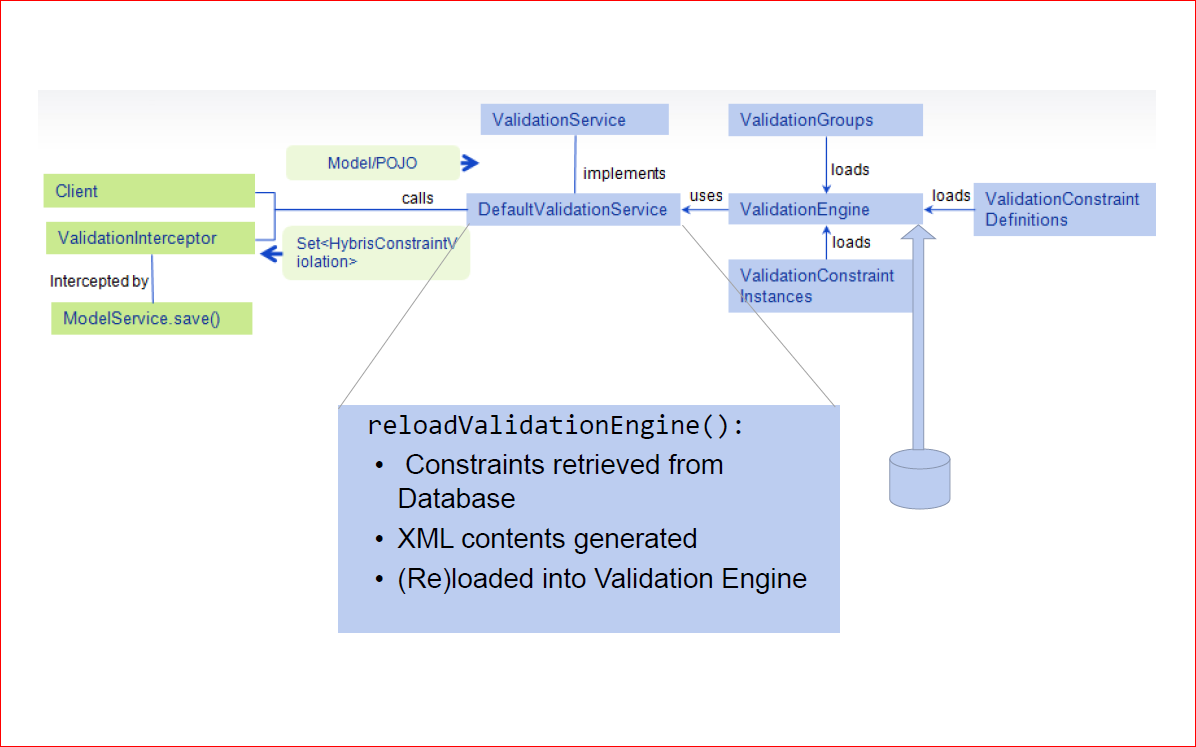 ValidationService
ValidationGroups
Model/POJO
implements
loads
Client
calls
DefaultValidationService
uses
ValidationEngine
loads
ValidationConstraint
Definitions
ValidationInterceptor
Set<HybrisConstraintV
iolation>
loads
Intercepted by
ValidationConstraint
Instances
ModelService.save()
reloadValidationEngine():
• Constraints retrieved from
Database
• XML contents generated
• (Re)loaded into Validation Engine